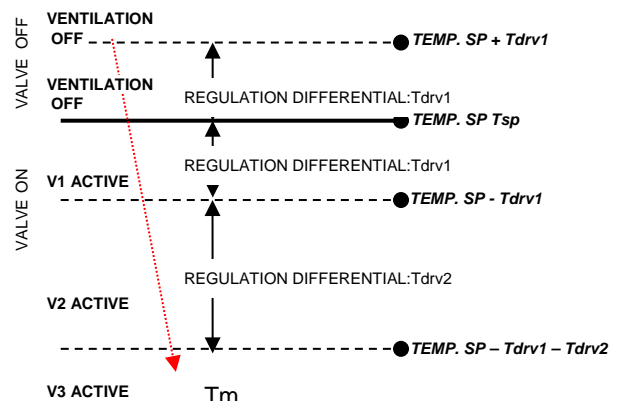 VENTILATION
OFF
TEMP. SP + Tdrv1
VALVE OFF
VENTILATION
OFF
REGULATION DIFFERENTIAL:Tdrv1
TEMP. SP Tsp
REGULATION DIFFERENTIAL:Tdrv1
V1 ACTIVE
TEMP. SP - Tdrv1
VALVE ON
REGULATION DIFFERENTIAL:Tdrv2
V2 ACTIVE
TEMP. SP – Tdrv1 – Tdrv2
V3 ACTIVE
Tm